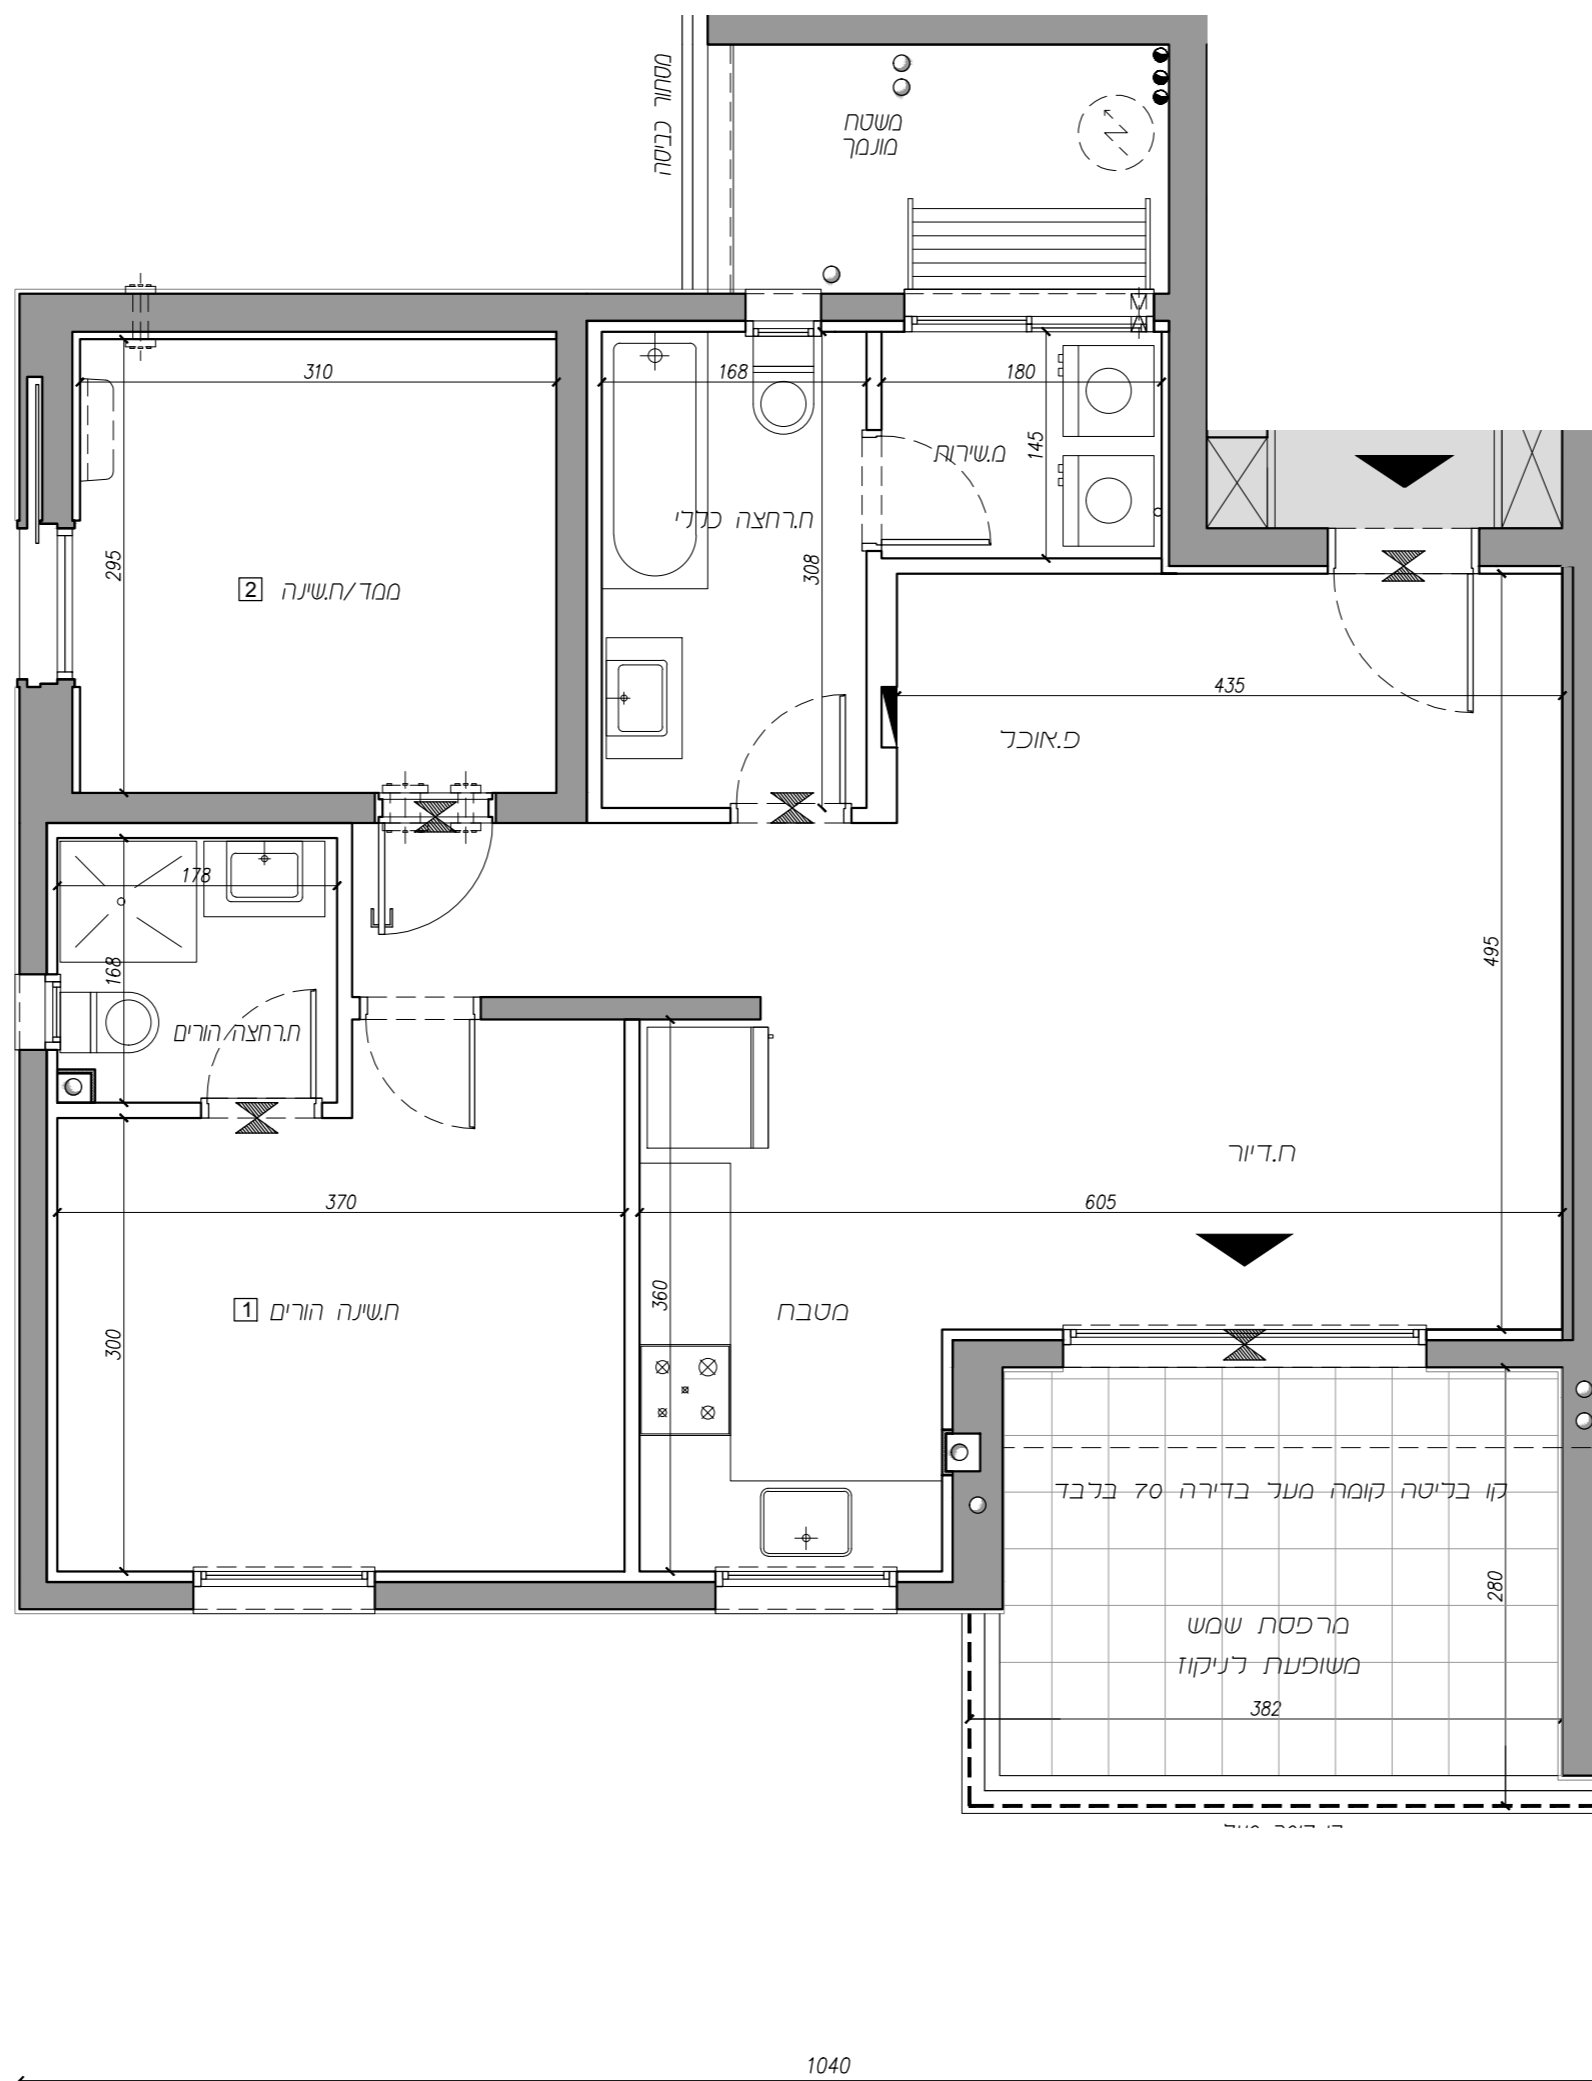 מסתור כביסה
משטח
מונמך
310
168
180
145
מ.שירות
ח.רחצה כללי
295
308
2 ממד/ח.שינה
435
פ.אוכל
178
168
ח.רחצה/הורים
495
ח.דיור
370
605
1 ח.שינה הורים
300
360
מטבח
קו בליטה קומה מעל בדירה 70 בלבד
280
מרפסת שמש
משופעת לניקוז
382
1040